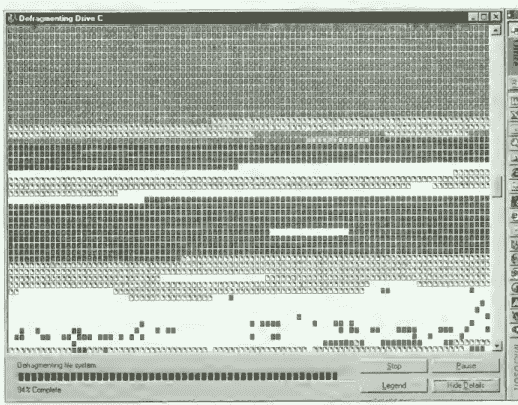 Defragmenting Drive C
Defragmenting file system
94% Complete
Stop
Pause
Legend
Hide Details